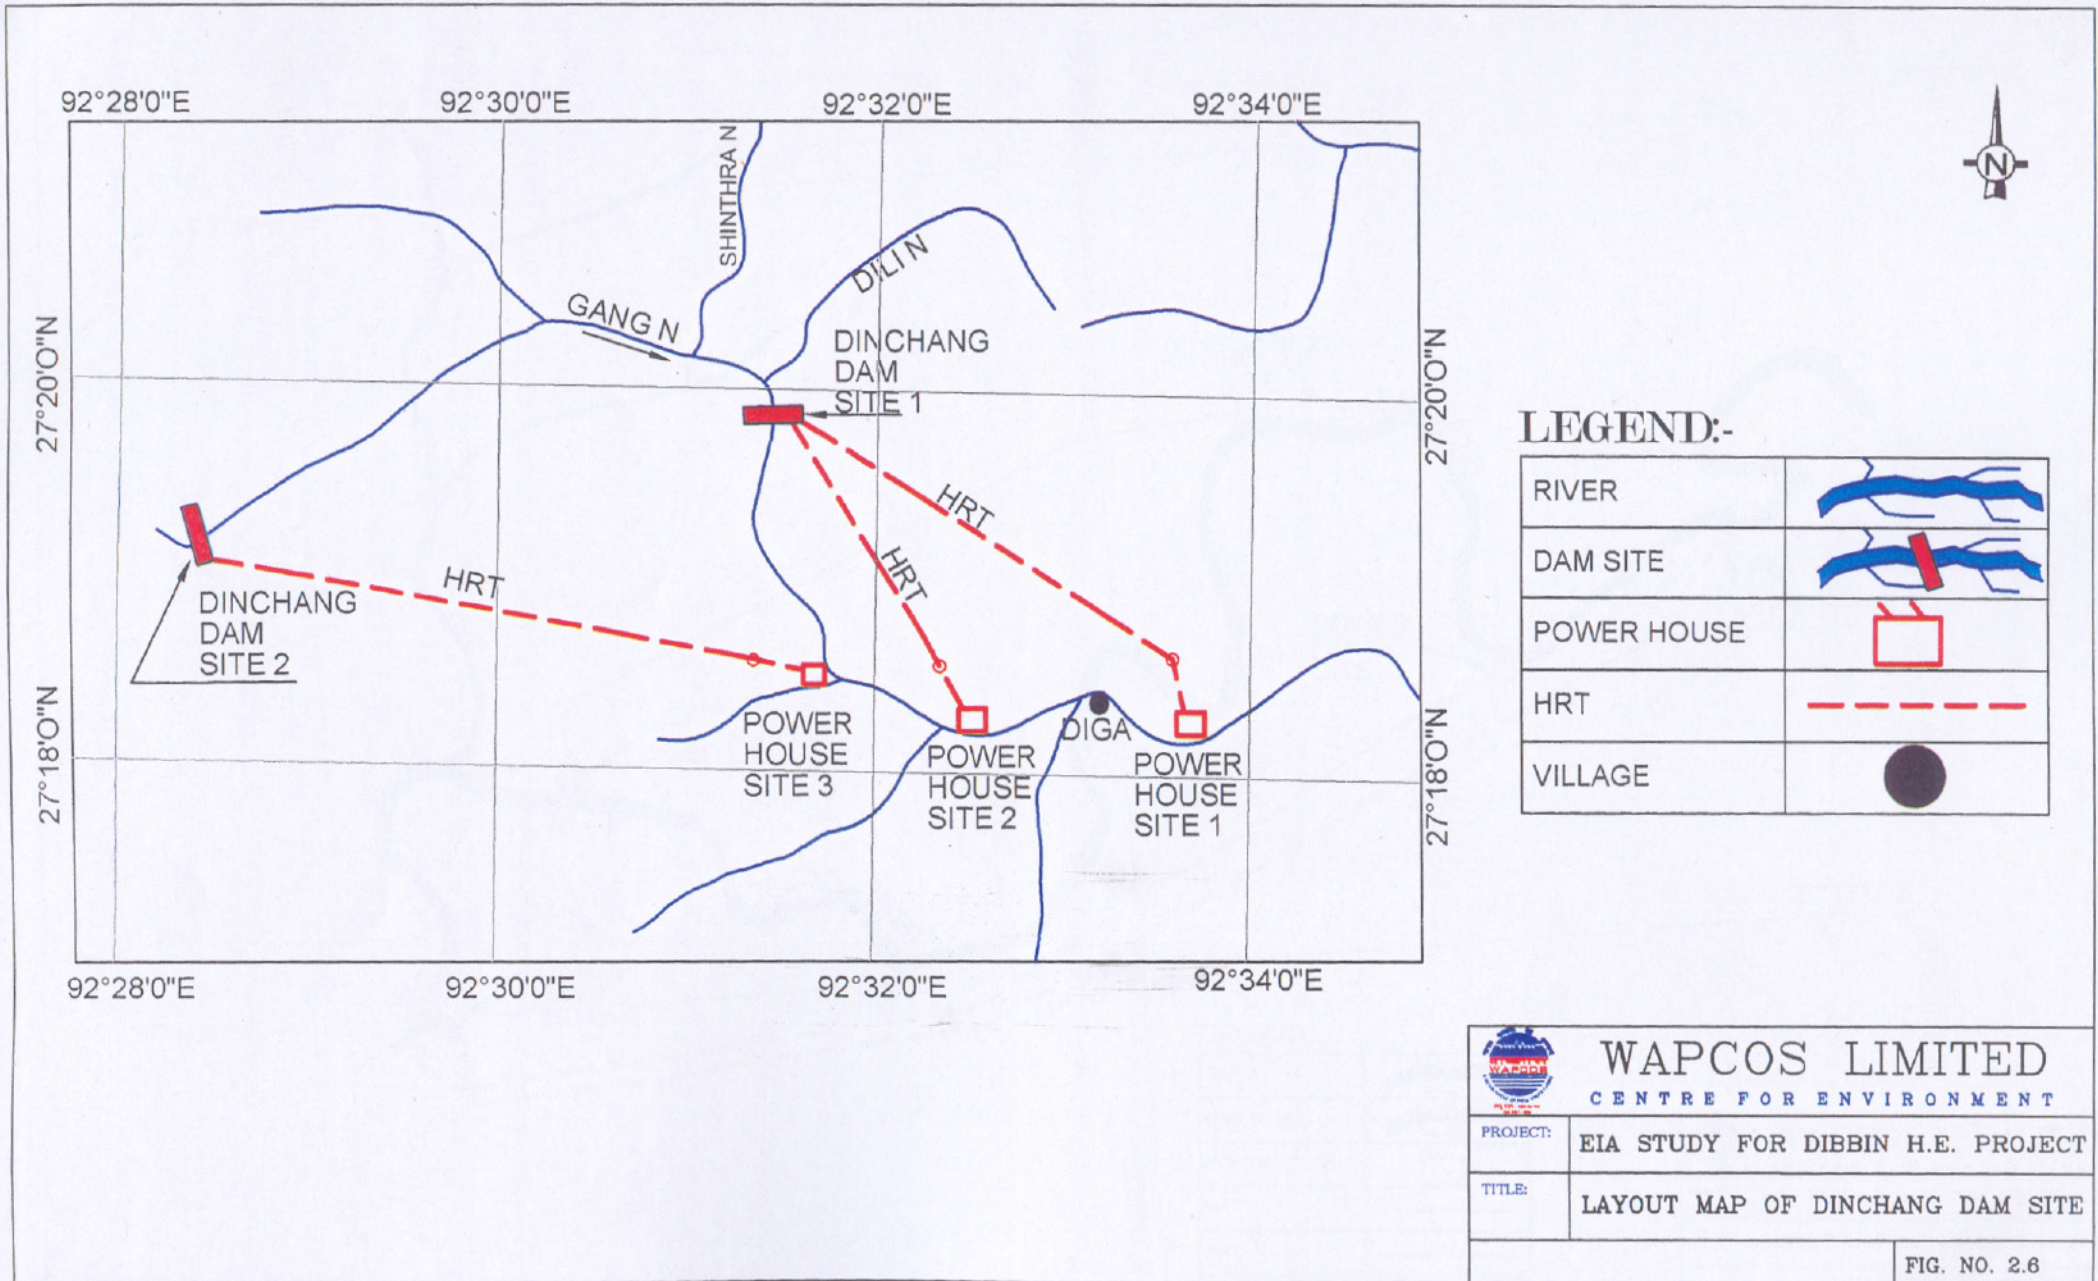 92°28'0"E
92°30'0"E
92°32'0"E
92°34'0"E
N
SHINTHRA N
DILI N
GANG N
27°20'0"N
27°20'0"N
DINCHANG
DAM
SITE 1
HRT
HRT
HRT
DINCHANG
DAM
SITE 2
27°18'0"N
27°18'0"N
POWER
HOUSE
SITE 3
POWER
HOUSE
SITE 2
DIGA
POWER
HOUSE
SITE 1
92°28'0"E
92°30'0"E
92°32'0"E
92°34'0"E
LEGEND:-
RIVER
DAM SITE
POWER HOUSE
HRT
VILLAGE
WAPCOS
WAPCOS LIMITED
CENTRE FOR ENVIRONMENT
PROJECT:
EIA STUDY FOR DIBBIN H.E. PROJECT
TITLE:
LAYOUT MAP OF DINCHANG DAM SITE
FIG. NO. 2.6